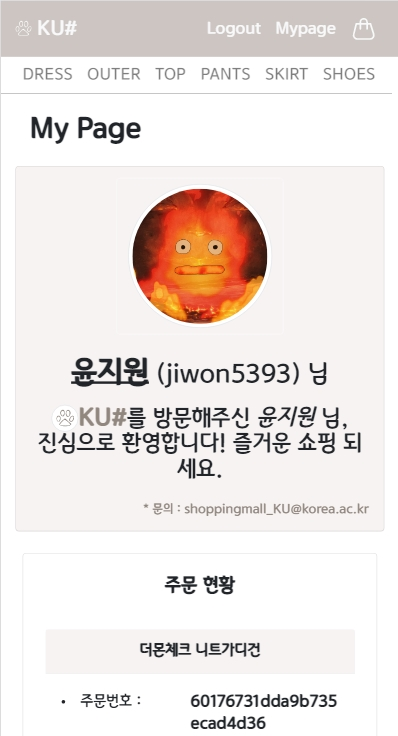 KU# Logout Mypage
DRESS OUTER TOP PANTS SKIRT SHOES
My Page
윤지원 (jiwon5393) 님
KU#를 방문해주신 윤지원 님,
진심으로 환영합니다! 즐거운 쇼핑 되
세요.
* 문의 : shoppingmall_KU@korea.ac.kr
주문 현황
더몬체크 니트가디건
• 주문번호 : 60176731dda9b735
ecad4d36